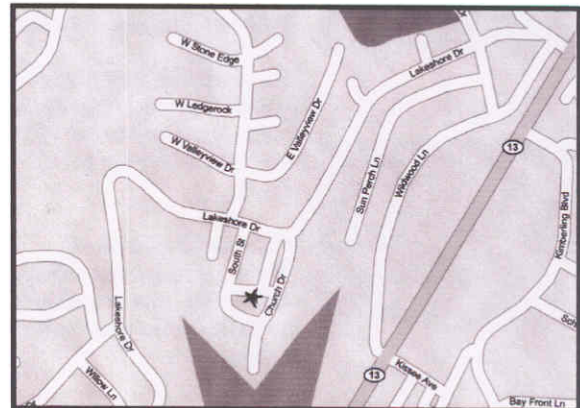 W Stone Edge
W Ledgerock
W Valleyview Dr
E Valleyview Dr
Lakeshore Dr
Sun Perch Ln
Wildwood Ln
13
Kimberling Blvd
Lakeshore Dr
South St
Church Dr
Lakeshore Dr
Willow Ln
Kissee Ave
13
Bay Front Ln